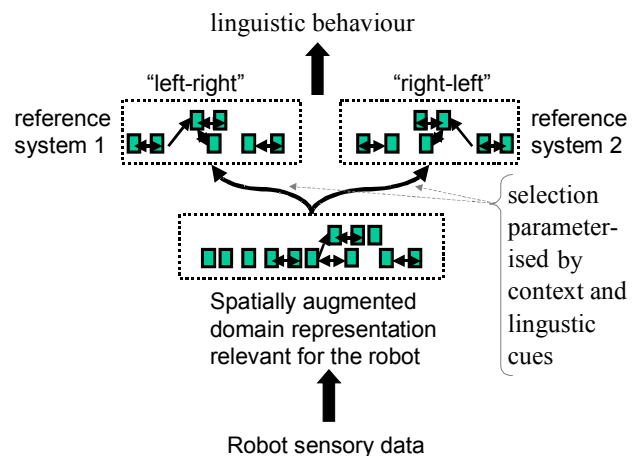 linguistic behaviour
“left-right”
“right-left”
reference
system 1
reference
system 2
selection
parameter-
ised by
context and
lingustic
cues
Spatially augmented
domain representation
relevant for the robot
Robot sensory data